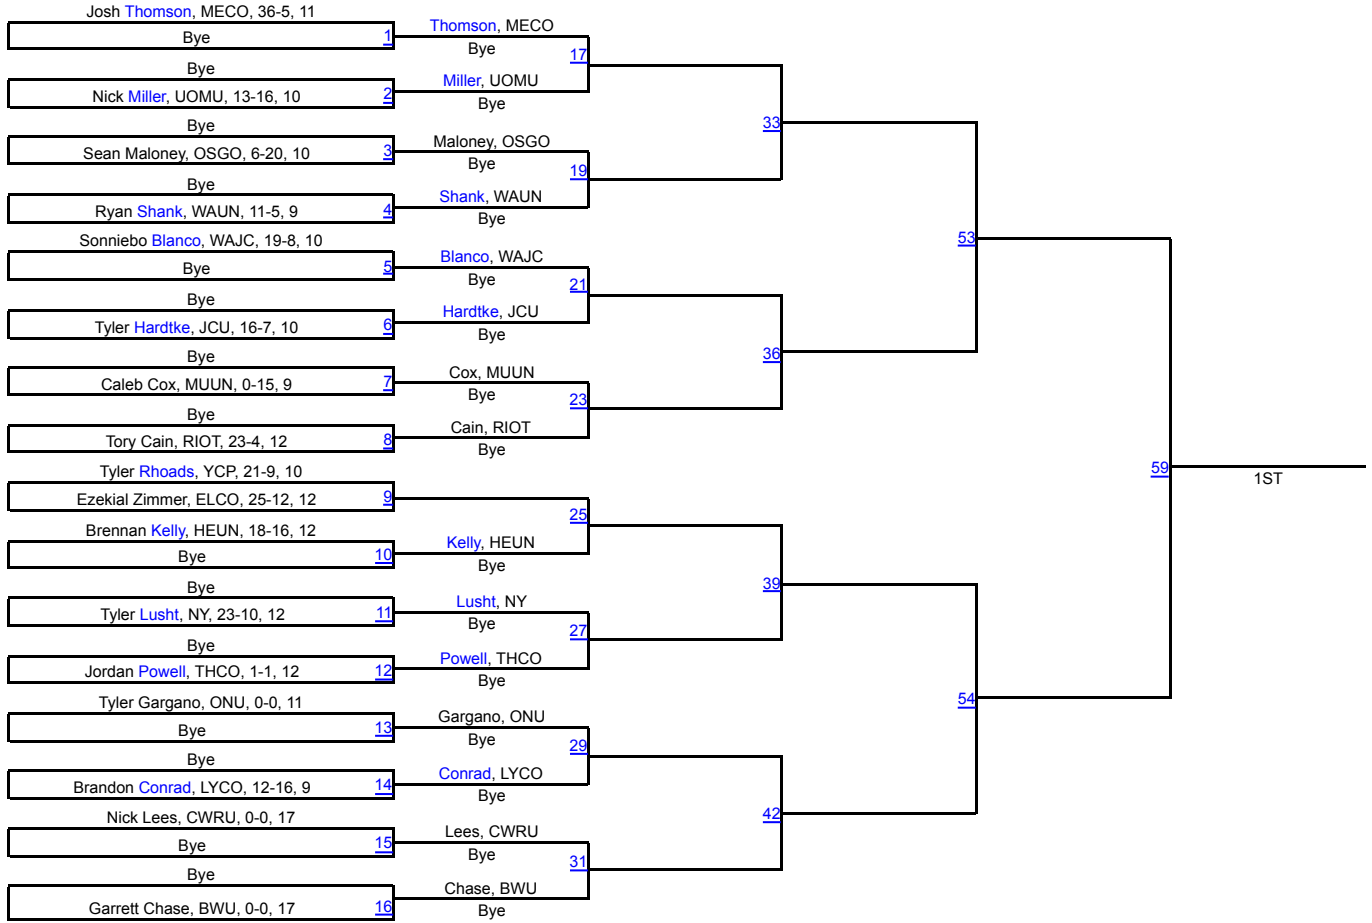 Josh Thomson, MECO, 36-5, 11
Bye
1
Bye
Nick Miller, UOMU, 13-16, 10
2
Bye
Sean Maloney, OSGO, 6-20, 10
3
Bye
Ryan Shank, WAUN, 11-5, 9
4
Sonniebo Blanco, WAJC, 19-8, 10
Bye
5
Bye
Tyler Hardtke, JCU, 16-7, 10
6
Bye
Caleb Cox, MUUN, 0-15, 9
7
Bye
Tory Cain, RIOT, 23-4, 12
8
Tyler Rhoads, YCP, 21-9, 10
Ezekial Zimmer, ELCO, 25-12, 12
9
Brennan Kelly, HEUN, 18-16, 12
Bye
10
Bye
Tyler Lusht, NY, 23-10, 12
11
Bye
Jordan Powell, THCO, 1-1, 12
12
Tyler Gargano, ONU, 0-0, 11
Bye
13
Bye
Brandon Conrad, LYCO, 12-16, 9
14
Nick Lees, CWRU, 0-0, 17
Bye
15
Bye
Garrett Chase, BWU, 0-0, 17
16
Thomson, MECO
Bye
17
Miller, UOMU
Bye
Maloney, OSGO
Bye
19
Shank, WAUN
Bye
Blanco, WAJC
Bye
21
Hardtke, JCU
Bye
Cox, MUUN
Bye
23
Cain, RIOT
Bye
25
Kelly, HEUN
Bye
Lusht, NY
Bye
27
Powell, THCO
Bye
Gargano, ONU
Bye
29
Conrad, LYCO
Bye
Lees, CWRU
Bye
31
Chase, BWU
Bye
33
36
39
42
53
54
59
1ST